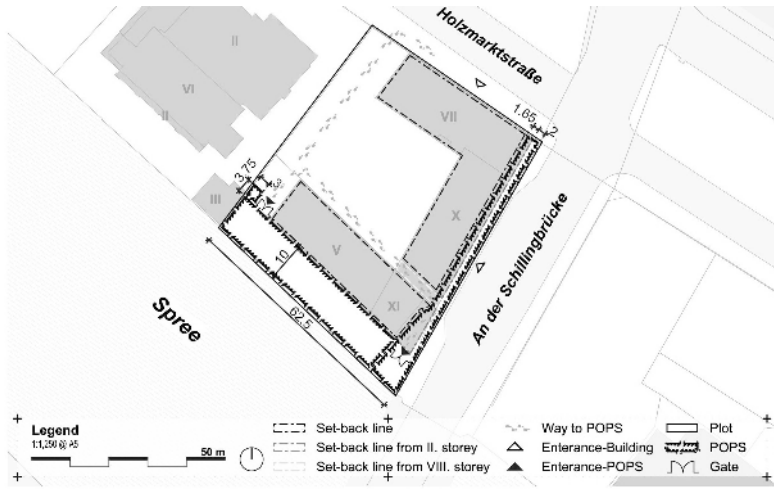 Holzmarktstraße
II
VI
II
VII
1.65
2
3.75
3
III
X
An der Schillingbrücke
V
10
XI
62.5
Spree
Legend
1:1,250 @ A5
50 m
Set-back line
Set-back line from II. storey
Set-back line from VIII. storey
Way to POPS
Enterance-Building
Enterance-POPS
Plot
POPS
Gate